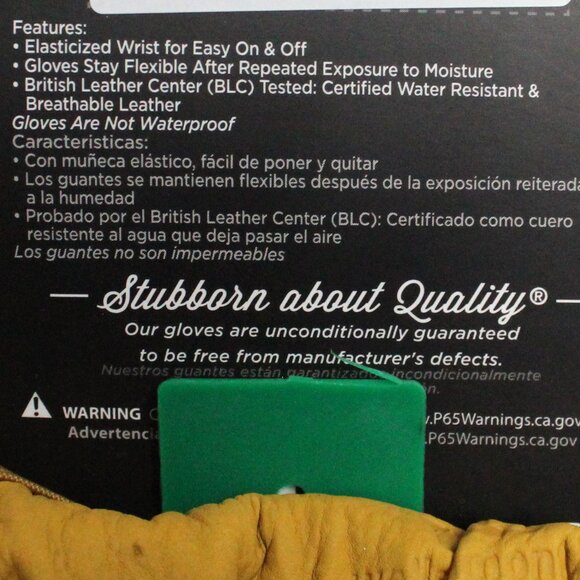 Features:
• Elasticized Wrist for Easy On & Off
• Gloves Stay Flexible After Repeated Exposure to Moisture
• British Leather Center (BLC) Tested: Certified Water Resistant &
Breathable Leather
Gloves Are Not Waterproof
Caracteristicas:
• Con muñeca elástico, fácil de poner y quitar
• Los guantes se mantienen flexibles después de la exposición reiterada
a la humedad
• Probado por el British Leather Center (BLC): Certificado como cuero
resistente al agua que deja pasar el aire
Los guantes no son impermeables
Stubborn about Quality®
Our gloves are unconditionally guaranteed
to be free from manufacturer's defects.
Nuestros guantes están garantizados incondicionalmente
WARNING .P65Warnings.ca.gov
Advertencia .P65Warnings.ca.gov